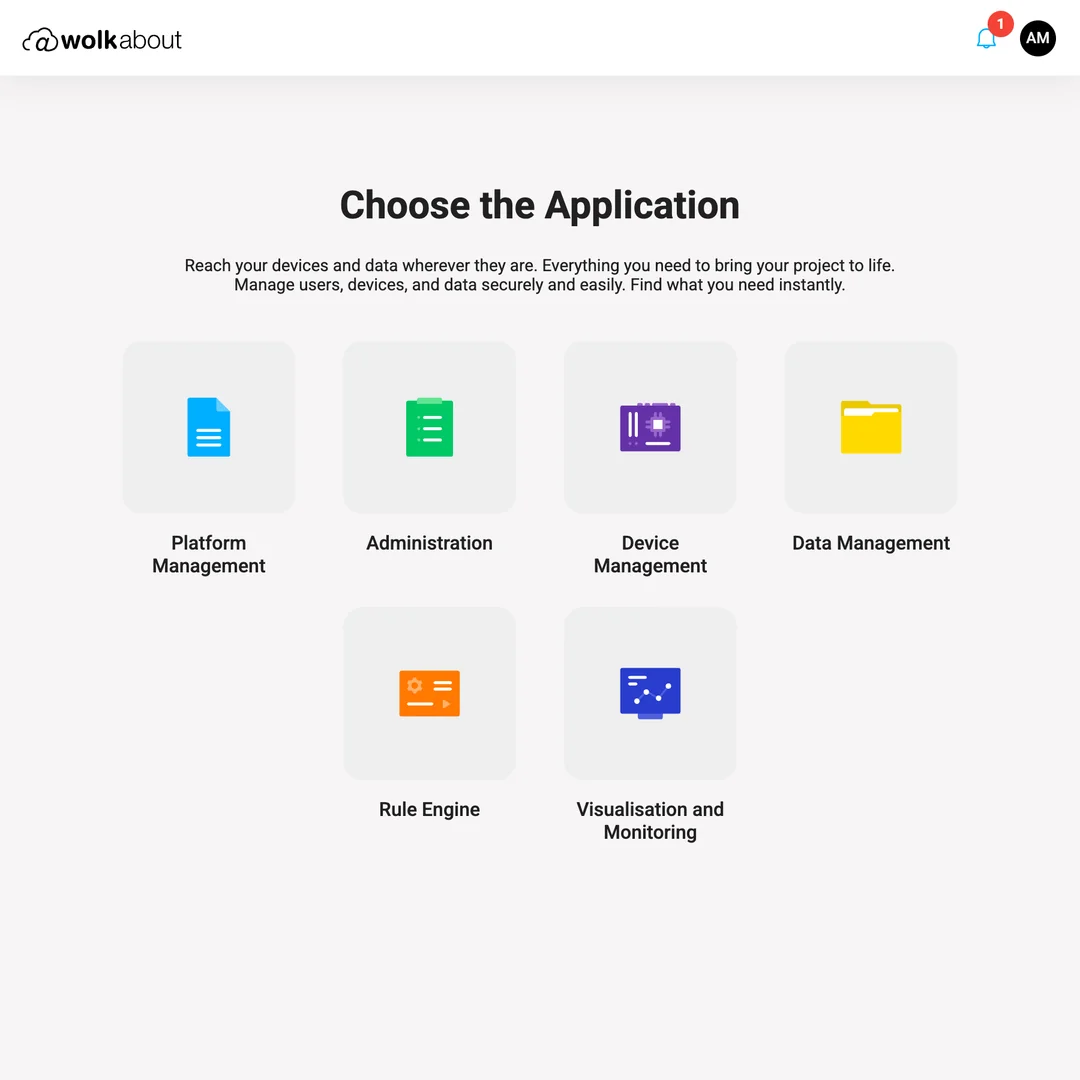 @wolkabout
1
AM
Choose the Application
Reach your devices and data wherever they are. Everything you need to bring your project to life.
Manage users, devices, and data securely and easily. Find what you need instantly.
Platform
Management
Administration
Device
Management
Data Management
Rule Engine
Visualisation and
Monitoring